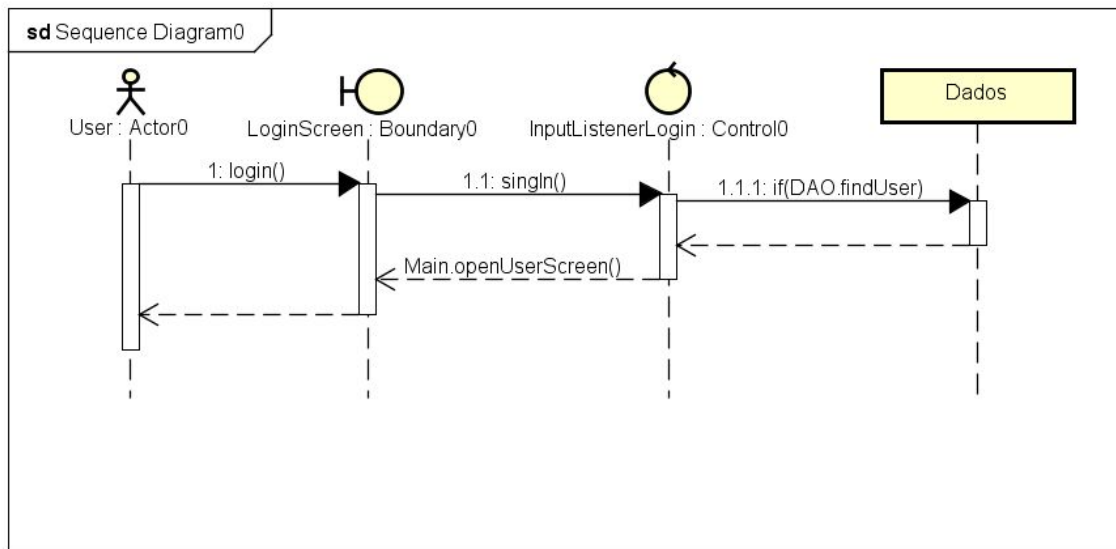 sd Sequence Diagram0
User : Actor0
LoginScreen : Boundary0
InputListenerLogin : Control0
Dados
1: login()
1.1: singIn()
1.1.1: if(DAO.findUser)
Main.openUserScreen()